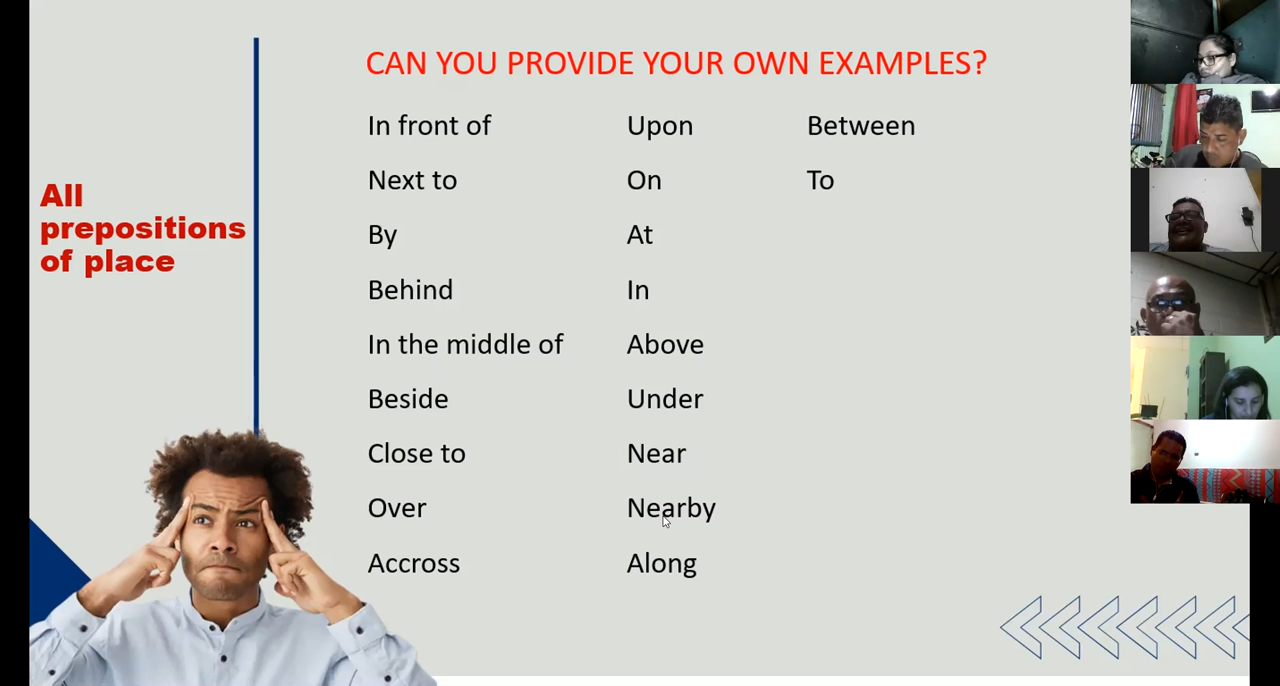 CAN YOU PROVIDE YOUR OWN EXAMPLES?
All
prepositions
of place
In front of
Next to
By
Behind
In the middle of
Beside
Close to
Over
Accross
Upon
On
At
In
Above
Under
Near
Nearby
Along
Between
To